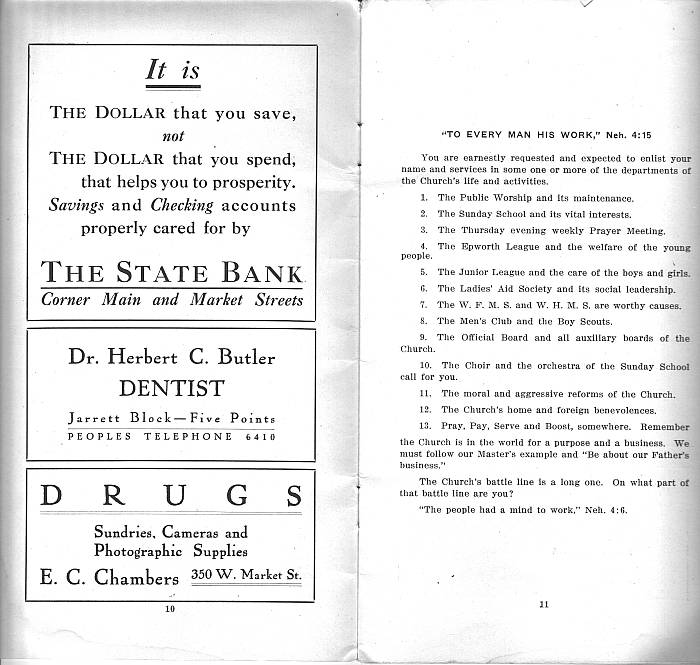 It is
THE DOLLAR that you save,
not
THE DOLLAR that you spend,
that helps you to prosperity.
Savings and Checking accounts
properly cared for by
THE STATE BANK
Corner Main and Market Streets
Dr. Herbert C. Butler
DENTIST
Jarrett Block—Five Points
PEOPLES TELEPHONE 6410
DRUGS
Sundries, Cameras and
Photographic Supplies
E. C. Chambers 350 W. Market St.
10
"TO EVERY MAN HIS WORK," Neh. 4:15
You are earnestly requested and expected to enlist your
name and services in some one or more of the departments of
the Church's life and activities.
1. The Public Worship and its maintenance.
2. The Sunday School and its vital interests.
3. The Thursday evening weekly Prayer Meeting.
4. The Epworth League and the welfare of the young
people.
5. The Junior League and the care of the boys and girls.
6. The Ladies' Aid Society and its social leadership.
7. The W. F. M. S. and W. H. M. S. are worthy causes.
8. The Men's Club and the Boy Scouts.
9. The Official Board and all auxiliary boards of the
Church.
10. The Choir and the orchestra of the Sunday School
call for you.
11. The moral and aggressive reforms of the Church.
12. The Church's home and foreign benevolences.
13. Pray, Pay, Serve and Boost, somewhere. Remember
the Church is in the world for a purpose and a business. We
must follow our Master's example and "Be about our Father's
business."
The Church's battle line is a long one. On what part of
that battle line are you?
"The people had a mind to work," Neh. 4:6.
11